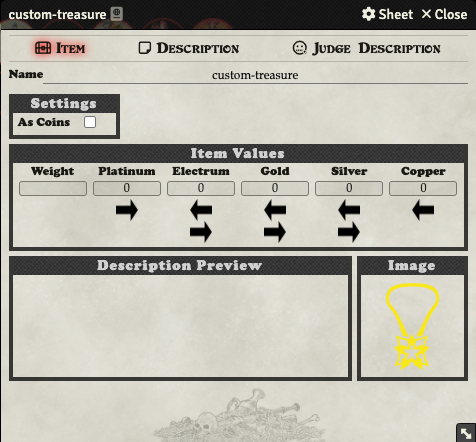 custom-treasure Sheet Close
Item Description Judge Description
Name custom-treasure
Settings
As Coins
Item Values
Weight Platinum Electrum Gold Silver Copper
0 0 0 0 0
Description Preview Image